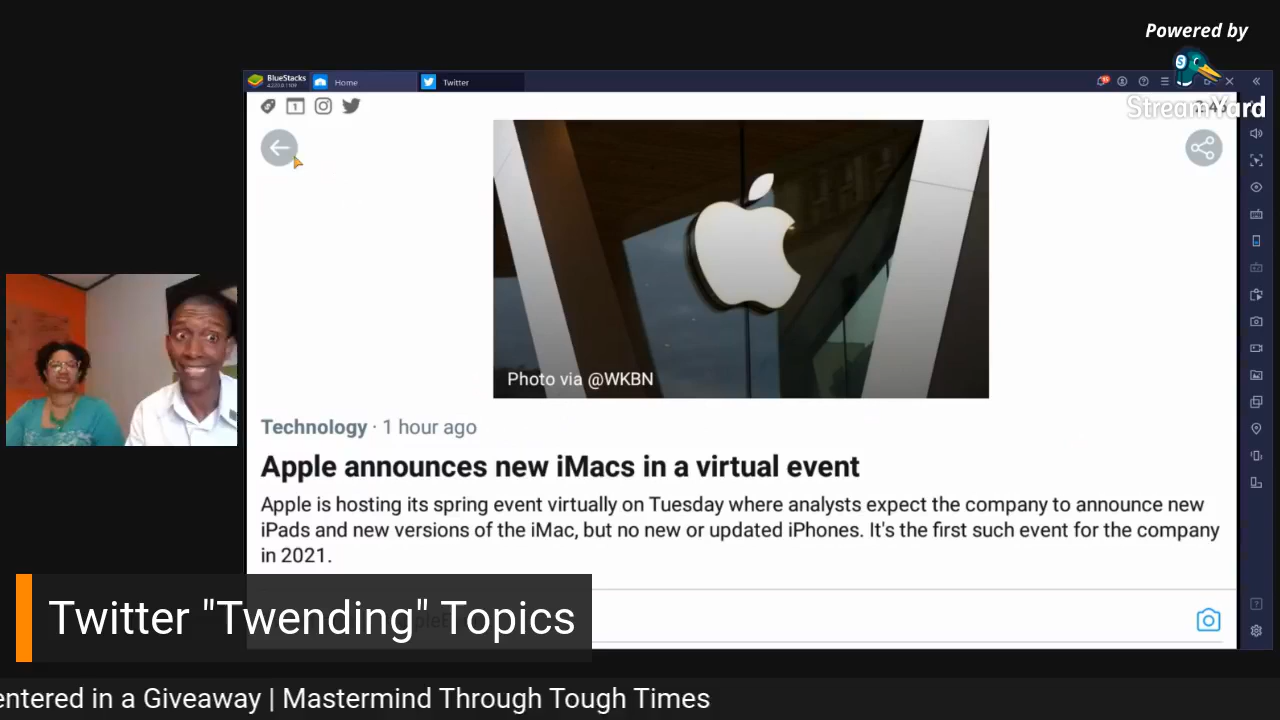 Powered by
StreamYard
BlueStacks
Home
Twitter
Photo via @WKBN
Technology · 1 hour ago
Apple announces new iMacs in a virtual event
Apple is hosting its spring event virtually on Tuesday where analysts expect the company to announce new
iPads and new versions of the iMac, but no new or updated iPhones. It's the first such event for the company
in 2021.
Twitter "Twending" Topics
entered in a Giveaway | Mastermind Through Tough Times